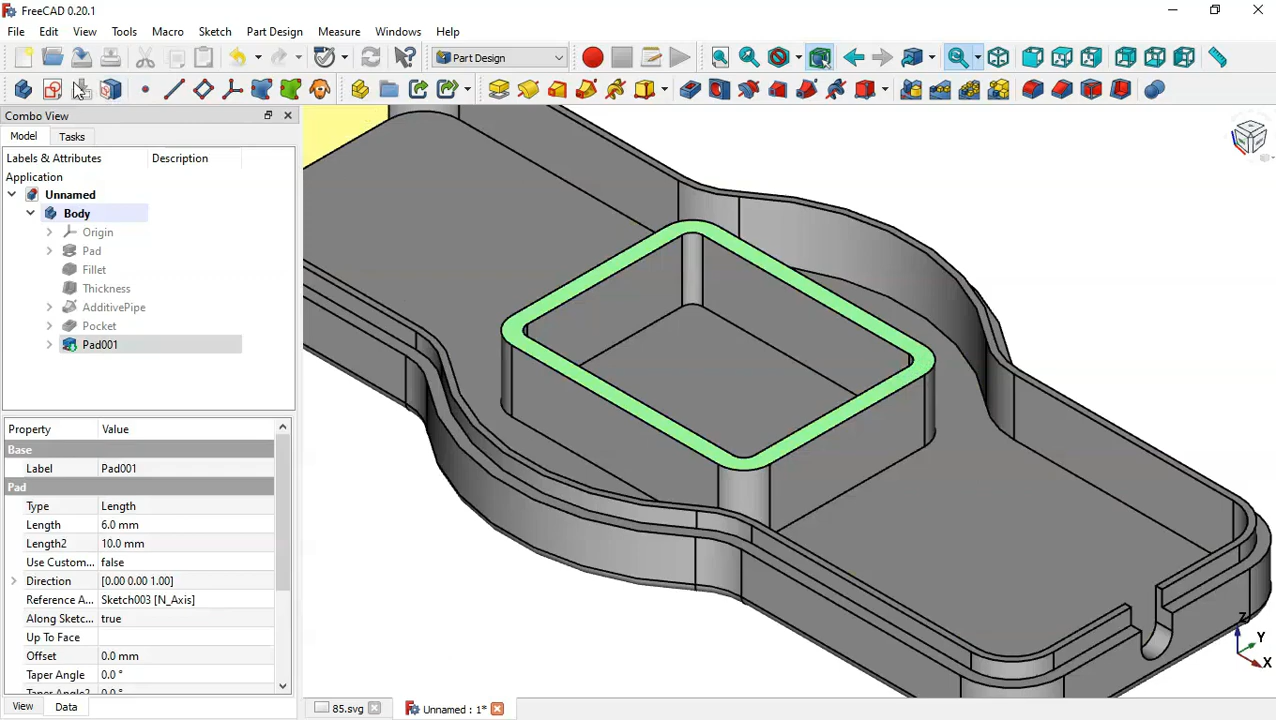 FreeCAD 0.20.1
File Edit View Tools Macro Sketch Part Design Measure Windows Help
Part Design
Combo View
Model Tasks
Labels & Attributes Description
Application
Unnamed
Body
Origin
Pad
Fillet
Thickness
AdditivePipe
Pocket
Pad001
Property Value
Base
Label Pad001
Pad
Type Length
Length 6.0 mm
Length2 10.0 mm
Use Custom... false
Direction [0.00 0.00 1.00]
Reference A... Sketch003 [N_Axis]
Along Sketc... true
Up To Face
Offset 0.0 mm
Taper Angle 0.0 °
Taper Angle2 0.0 °
View Data
85.svg Unnamed : 1*
Z
Y
X